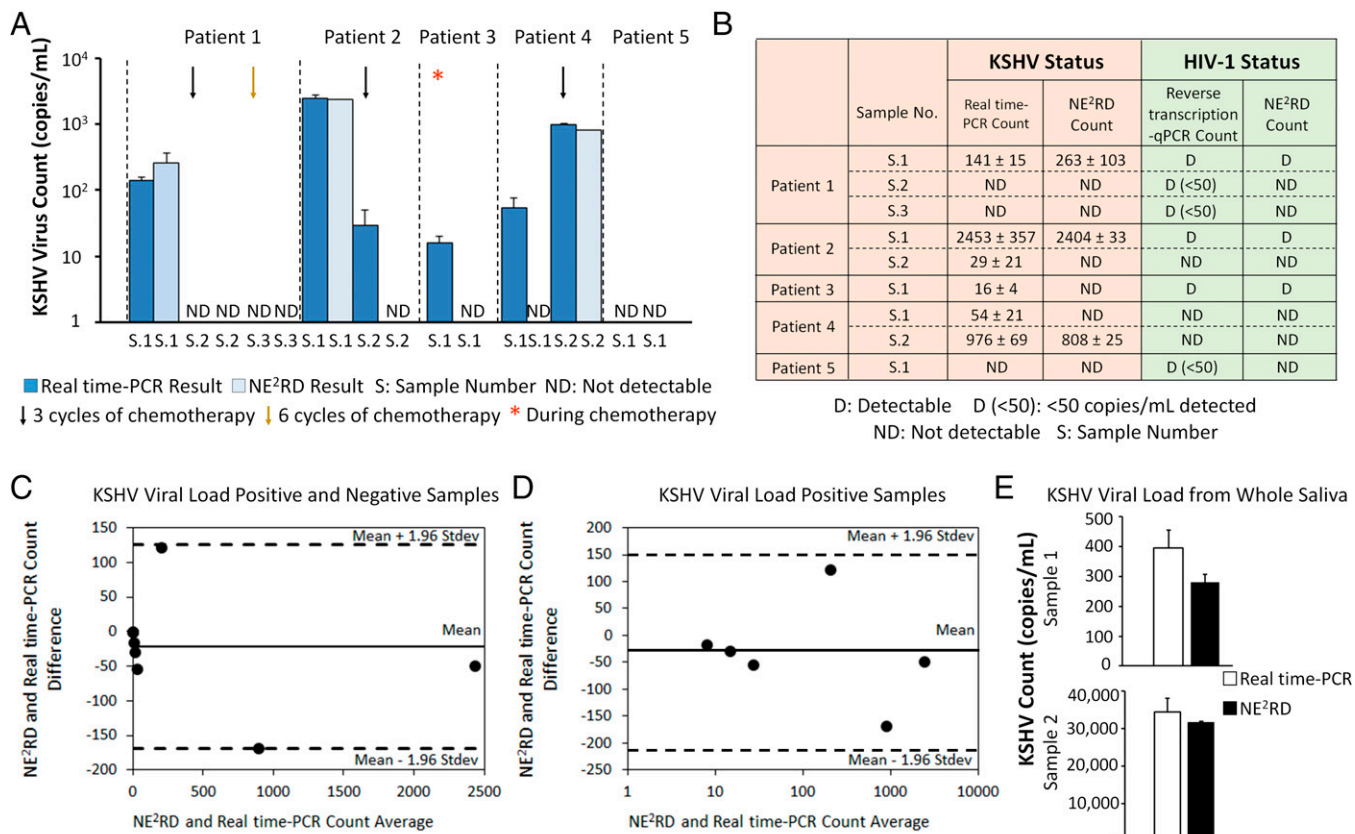 A
Patient 1 Patient 2 Patient 3 Patient 4 Patient 5
KSHV Virus Count (copies/mL)
10⁴
10³
10²
10
1
*
ND ND ND ND ND ND ND ND ND
S.1 S.1 S.2 S.2 S.3 S.3 S.1 S.1 S.2 S.2 S.1 S.1 S.1 S.1 S.2 S.2 S.1 S.1
Real time-PCR Result NE²RD Result S: Sample Number ND: Not detectable
3 cycles of chemotherapy 6 cycles of chemotherapy * During chemotherapy
B
KSHV Status HIV-1 Status
Sample No. Real time-PCR Count NE²RD Count Reverse transcription-qPCR Count NE²RD Count
Patient 1 S.1 141 ± 15 263 ± 103 D D
S.2 ND ND D (<50) ND
S.3 ND ND D (<50) ND
Patient 2 S.1 2453 ± 357 2404 ± 33 D D
S.2 29 ± 21 ND ND ND
Patient 3 S.1 16 ± 4 ND D D
Patient 4 S.1 54 ± 21 ND ND ND
S.2 976 ± 69 808 ± 25 ND ND
Patient 5 S.1 ND ND D (<50) ND
D: Detectable D (<50): <50 copies/mL detected
ND: Not detectable S: Sample Number
C
KSHV Viral Load Positive and Negative Samples
NE²RD and Real time-PCR Count
Difference
150
100
50
0
-50
-100
-150
-200
Mean + 1.96 Stdev
Mean
Mean - 1.96 Stdev
0 500 1000 1500 2000 2500
NE²RD and Real time-PCR Count Average
D
KSHV Viral Load Positive Samples
NE²RD and Real time-PCR Count
Difference
200
150
100
50
0
-50
-100
-150
-200
-250
Mean + 1.96 Stdev
Mean
Mean - 1.96 Stdev
1 10 100 1000 10000
NE²RD and Real time-PCR Count Average
E
KSHV Viral Load from Whole Saliva
KSHV Count (copies/mL)
Sample 1
500
400
300
200
100
0
Real time-PCR
NE²RD
Sample 2
40,000
30,000
10,000